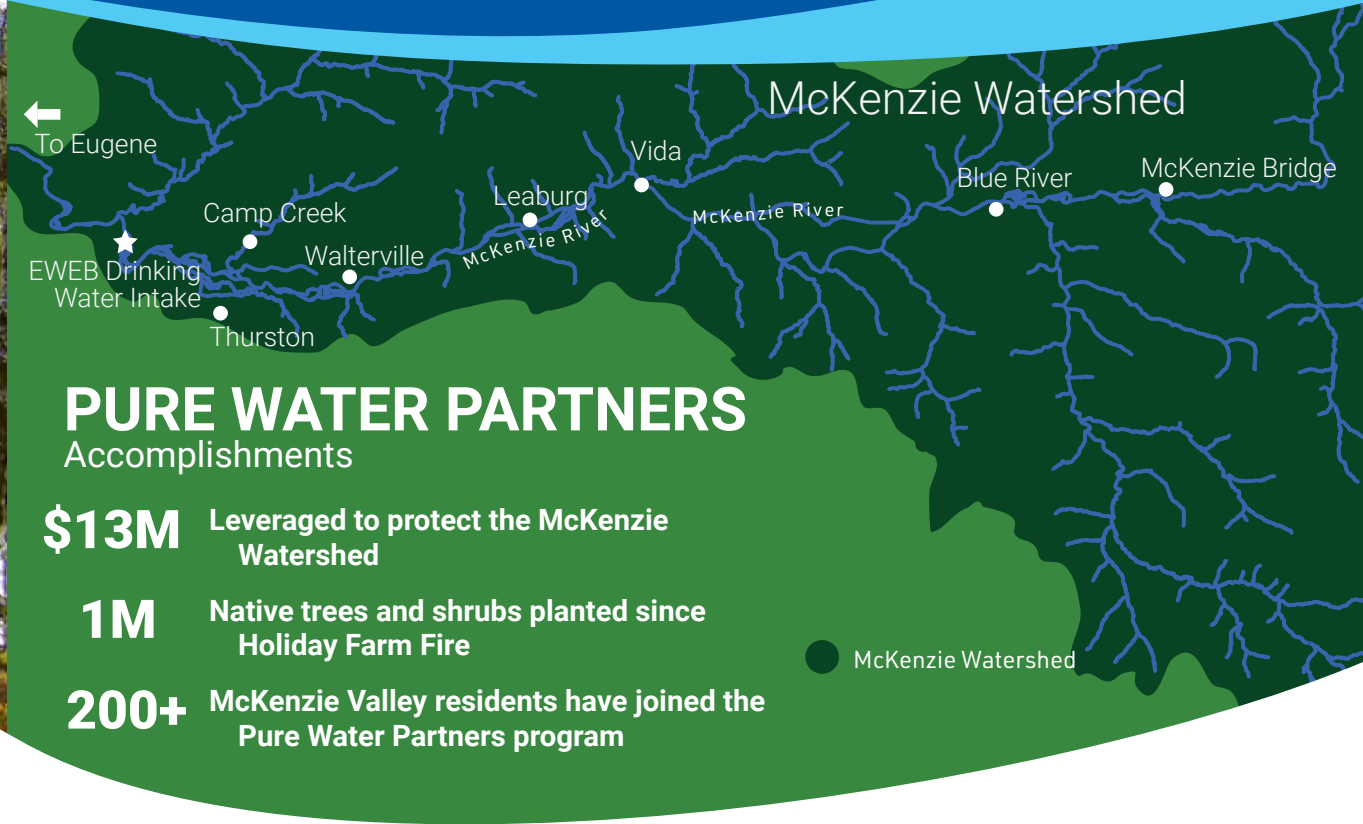 McKenzie Watershed
To Eugene
Vida
McKenzie Bridge
Blue River
Leaburg
Camp Creek
McKenzie River
McKenzie River
Walterville
EWEB Drinking
Water Intake
Thurston
PURE WATER PARTNERS
Accomplishments
$13M Leveraged to protect the McKenzie
Watershed
1M Native trees and shrubs planted since
Holiday Farm Fire
McKenzie Watershed
200+ McKenzie Valley residents have joined the
Pure Water Partners program